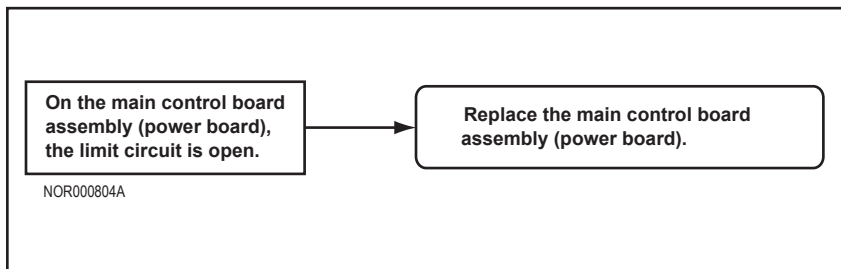 On the main control board
assembly (power board),
the limit circuit is open.
Replace the main control board
assembly (power board).
NOR000804A